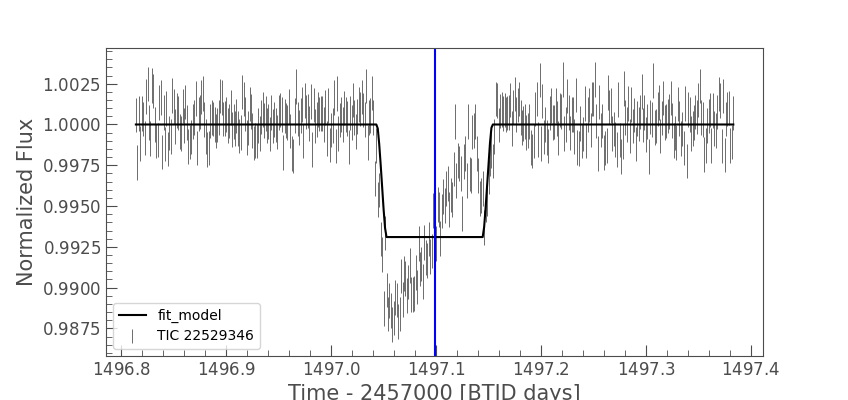 1.0025
1.0000
0.9975
0.9950
0.9925
0.9900
0.9875
Normalized Flux
fit_model
TIC 22529346
1496.8 1496.9 1497.0 1497.1 1497.2 1497.3 1497.4
Time - 2457000 [BTJD days]